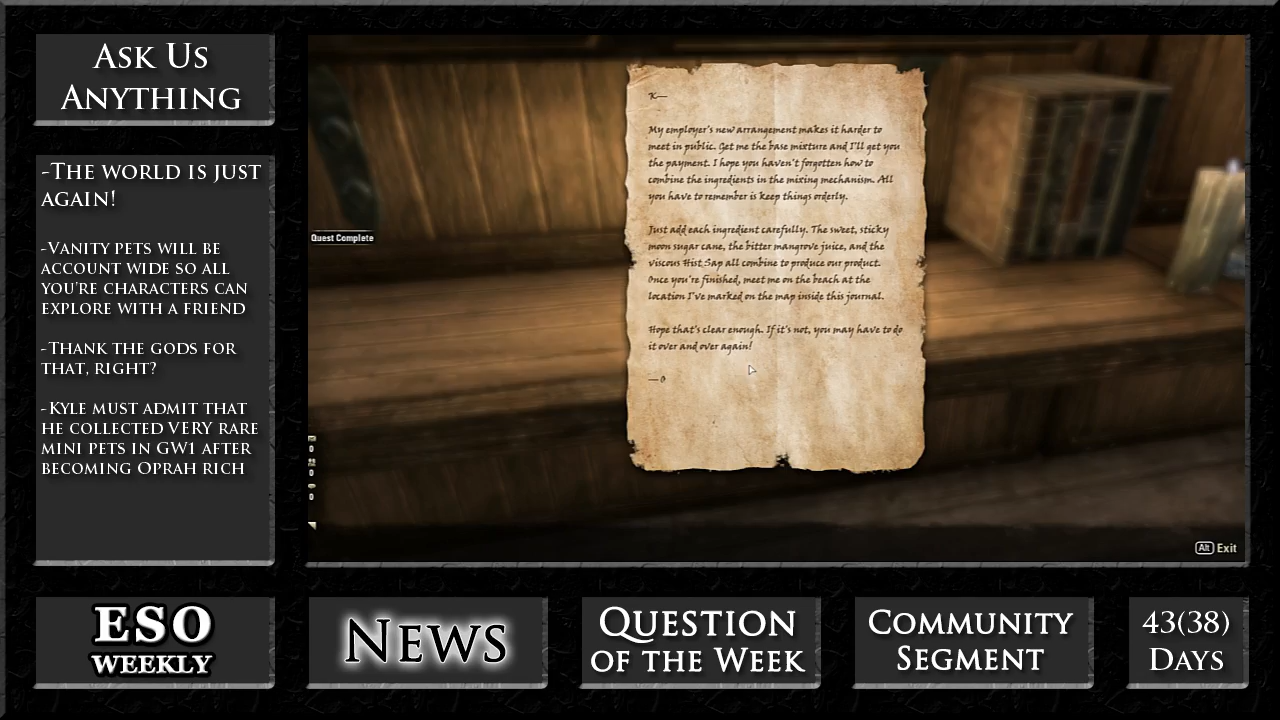 Ask Us
Anything
-The world is just
again!
-Vanity pets will be
account wide so all
you're characters can
explore with a friend
-Thank the gods for
that, right?
-Kyle must admit that
he collected VERY rare
mini pets in GW1 after
becoming Oprah rich
Quest Complete
K—
My employer's new arrangement makes it harder to
meet in public. Get me the base mixture and I'll get you
the payment. I hope you haven't forgotten how to
combine the ingredients in the mixing mechanism. All
you have to remember is keep things orderly.
Just add each ingredient carefully. The sweet, sticky
moon sugar cane, the bitter mangrove juice, and the
viscous Hist Sap all combine to produce our product.
Once you're finished, meet me on the beach at the
location I've marked on the map inside this journal.
Hope that's clear enough. If it's not, you may have to do
it over and over again!
—O
0
0
0
Alt Exit
ESO
WEEKLY
News
Question
of the Week
Community
Segment
43(38)
Days